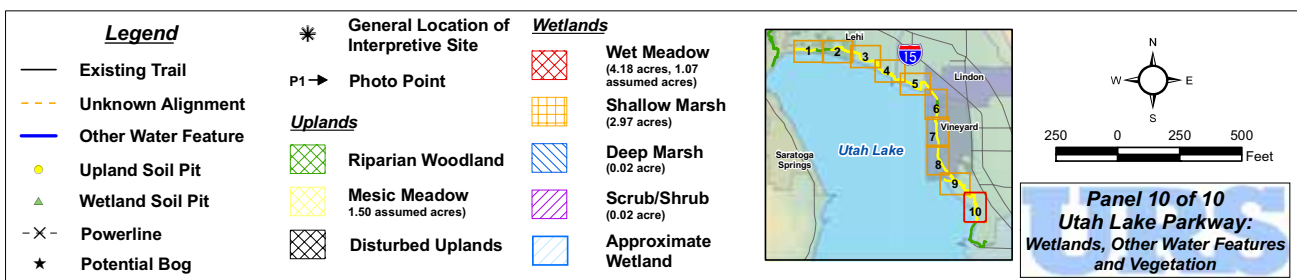 Legend
Existing Trail
Unknown Alignment
Other Water Feature
Upland Soil Pit
Wetland Soil Pit
Powerline
Potential Bog
General Location of
Interpretive Site
P1 Photo Point
Uplands
Riparian Woodland
Mesic Meadow
1.50 assumed acres)
Disturbed Uplands
Wetlands
Wet Meadow
(4.18 acres, 1.07
assumed acres)
Shallow Marsh
(2.97 acres)
Deep Marsh
(0.02 acre)
Scrub/Shrub
(0.02 acre)
Approximate
Wetland
Lehi
15
1
2
3
4
5
6
7
8
9
10
Lindon
Vineyard
Utah Lake
Saratoga
Springs
N
W
E
S
250 0 250 500
Feet
URS
Panel 10 of 10
Utah Lake Parkway:
Wetlands, Other Water Features
and Vegetation